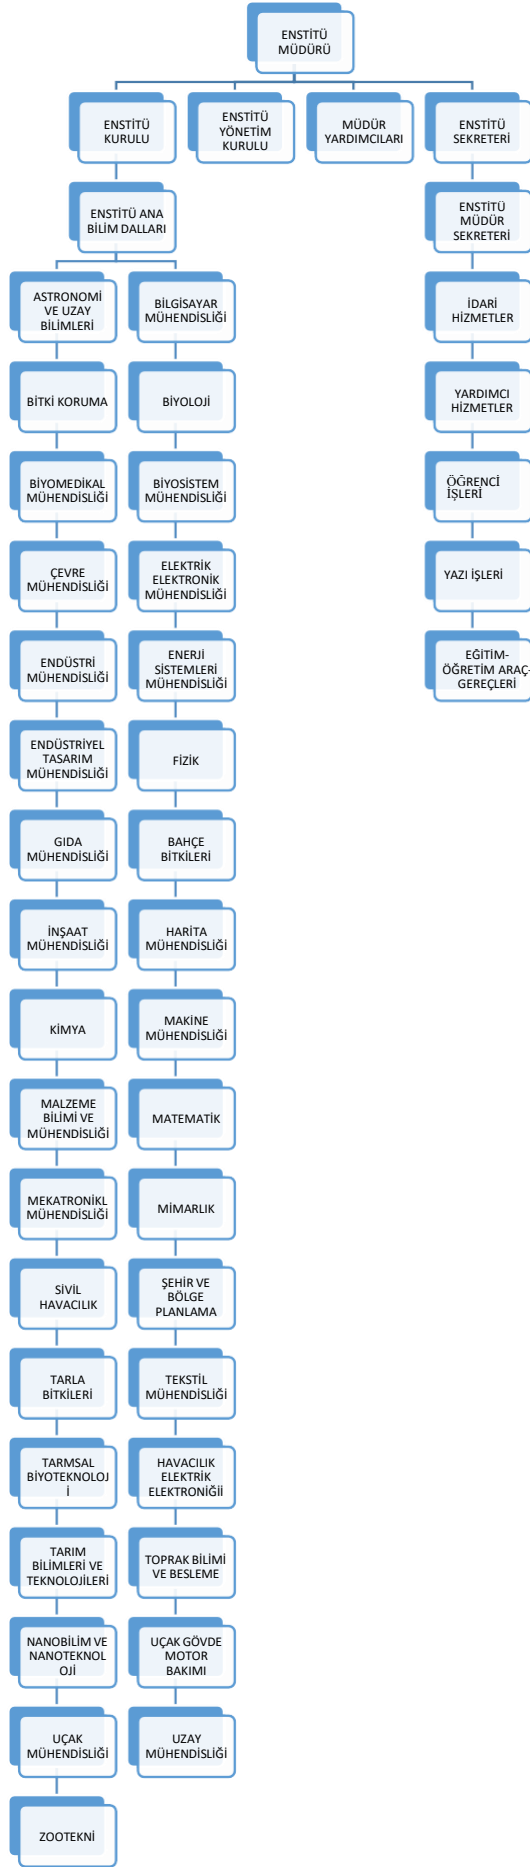 ENSTİTÜ
MÜDÜRÜ
ENSTİTÜ
KURULU
ENSTİTÜ
YÖNETİM
KURULU
MÜDÜR
YARDIMCILARI
ENSTİTÜ
SEKRETERİ
ENSTİTÜ ANA
BİLİM DALLARI
ENSTİTÜ
MÜDÜR
SEKRETERİ
ASTRONOMİ
VE UZAY
BİLİMLERİ
BİLGİSAYAR
MÜHENDİSLİĞİ
İDARİ
HİZMETLER
BİTKİ KORUMA
BİYOLOJİ
YARDIMCI
HİZMETLER
BİYOMEDİKAL
MÜHENDİSLİĞİ
BİYOSİSTEM
MÜHENDİSLİĞİ
ÖĞRENCİ
İŞLERİ
ÇEVRE
MÜHENDİSLİĞİ
ELEKTRİK
ELEKTRONİK
MÜHENDİSLİĞİ
YAZI İŞLERİ
ENDÜSTRİ
MÜHENDİSLİĞİ
ENERJİ
SİSTEMLERİ
MÜHENDİSLİĞİ
EĞİTİM-
ÖĞRETİM ARAÇ-
GEREÇLERİ
ENDÜSTRİYEL
TASARIM
MÜHENDİSLİĞİ
FİZİK
GIDA
MÜHENDİSLİĞİ
BAHÇE
BİTKİLERİ
İNŞAAT
MÜHENDİSLİĞİ
HARİTA
MÜHENDİSLİĞİ
KİMYA
MAKİNE
MÜHENDİSLİĞİ
MALZEME
BİLİMİ VE
MÜHENDİSLİĞİ
MATEMATİK
MEKATRONİKL
MÜHENDİSLİĞİ
MİMARLIK
SİVİL
HAVACILIK
ŞEHİR VE
BÖLGE
PLANLAMA
TARLA
BİTKİLERİ
TEKSTİL
MÜHENDİSLİĞİ
TARMSAL
BİYOTEKNOLOJ
İ
HAVACILIK
ELEKTRİK
ELEKTRONİĞİİ
TARIM
BİLİMLERİ VE
TEKNOLOJİLERİ
TOPRAK BİLİMİ
VE BESLEME
NANOBİLİM VE
NANOTEKNOL
OJİ
UÇAK GÖVDE
MOTOR
BAKIMI
UÇAK
MÜHENDİSLİĞİ
UZAY
MÜHENDİSLİĞİ
ZOOTEKNİ